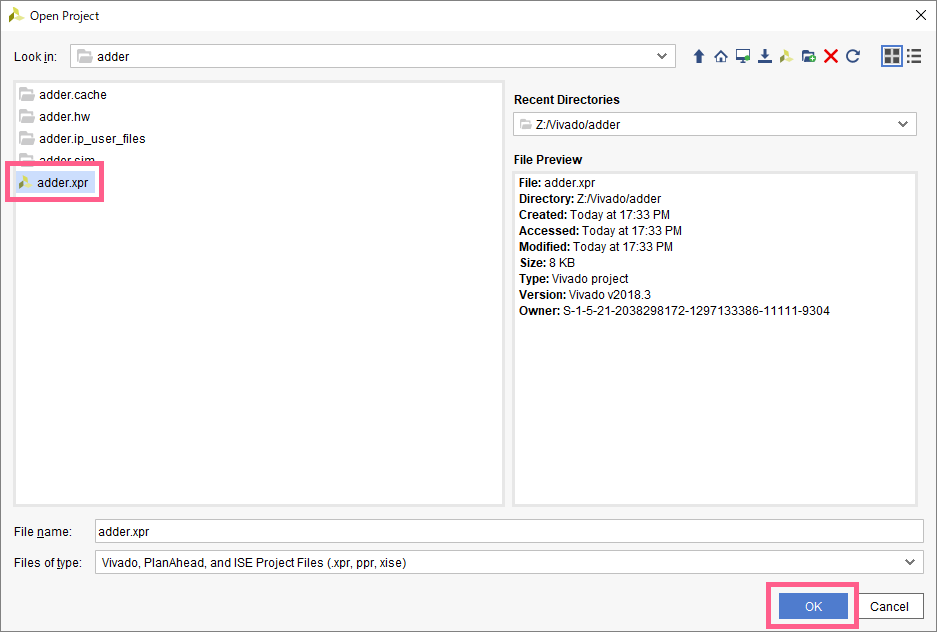 Open Project
Look in: adder
adder.cache
adder.hw
adder.ip_user_files
adder.sim
adder.xpr
Recent Directories
Z:/Vivado/adder
File Preview
File: adder.xpr
Directory: Z:/Vivado/adder
Created: Today at 17:33 PM
Accessed: Today at 17:33 PM
Modified: Today at 17:33 PM
Size: 8 KB
Type: Vivado project
Version: Vivado v2018.3
Owner: S-1-5-21-2038298172-1297133386-11111-9304
File name: adder.xpr
Files of type: Vivado, PlanAhead, and ISE Project Files (.xpr, ppr, xise)
OK Cancel